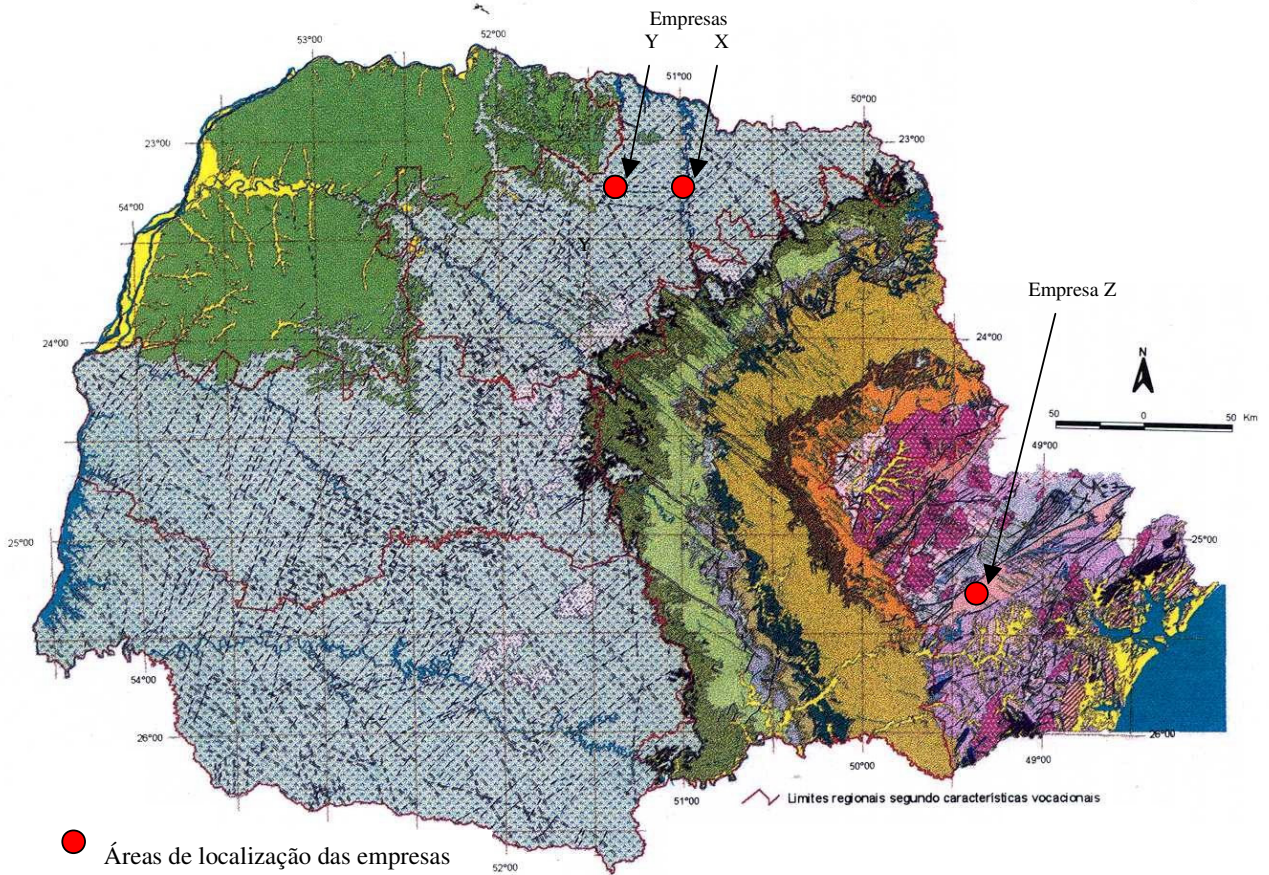 Empresas
Y X
52°00
53°00
51°00
50°00
23°00
23°00
54°00
Y
Empresa Z
24°00
24°00
N
50 0 50 Km
49°00
25°00
25°00
54°00
26°00
26°00
50°00
49°00
51°00
Limites regionais segundo características vocacionais
Áreas de localização das empresas
52°00